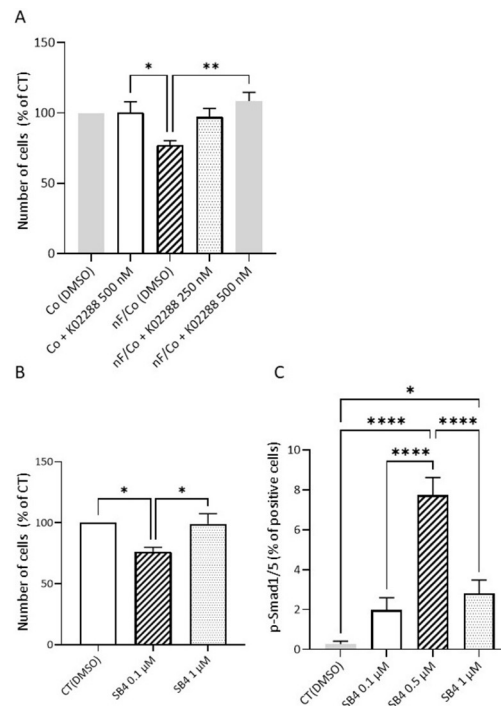 A
150
100
50
0
Number of cells (% of CT)
*
**
Co (DMSO)
Co + K02288 500 nM
nF/Co (DMSO)
nF/Co + K02288 250 nM
nF/Co + K02288 500 nM
B
150
100
50
0
Number of cells (% of CT)
*
*
CT(DMSO)
SB4 0.1 µM
SB4 1 µM
C
10
8
6
4
2
0
p-Smad1/5 (% of positive cells)
*
****
****
****
CT(DMSO)
SB4 0.1 µM
SB4 0.5 µM
SB4 1 µM